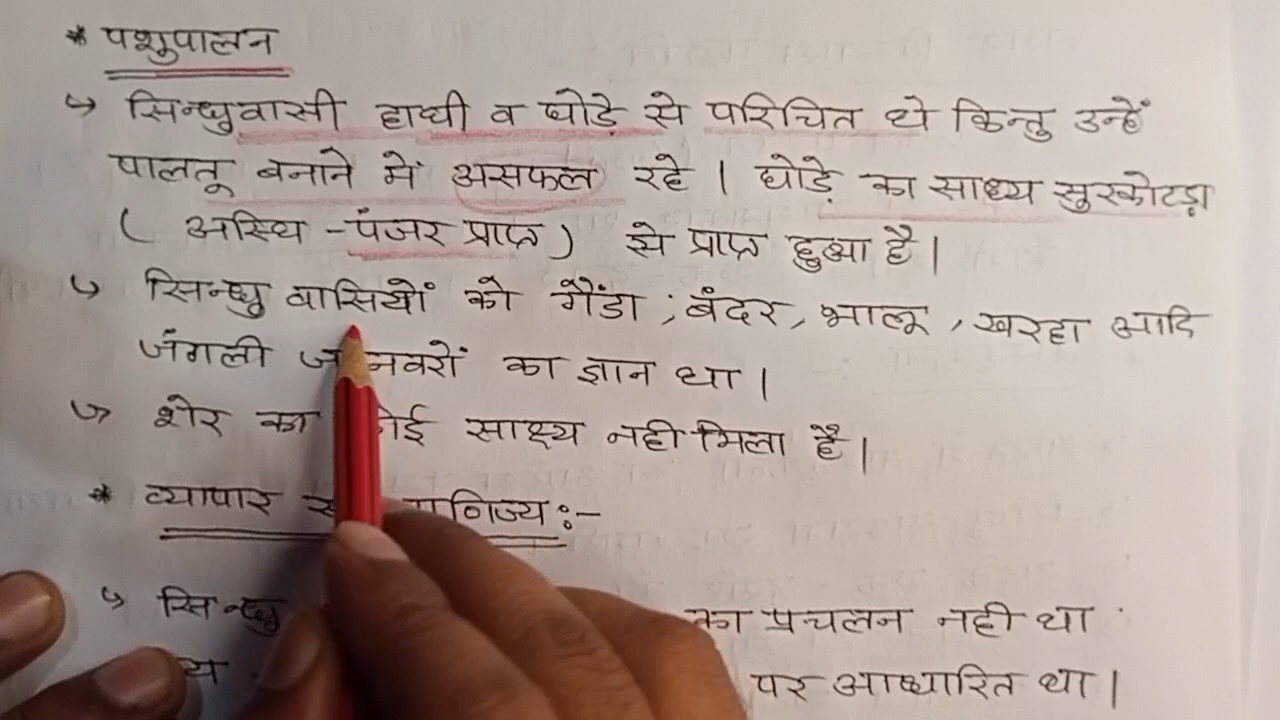 * पशुपालन
↳ सिन्धुवासी हाथी व घोडे़ से परिचित थे किन्तु उन्हें
पालतू बनाने में असफल रहे । घोड़े का साक्ष्य सुरकोटड़ा
( अस्थि - पंजर प्राप्त ) से प्राप्त हुआ है ।
↳ सिन्धु वासियों को गैंडा , बंदर , भालू , खरहा आदि
जंगली जानवरों का ज्ञान था ।
↳ शेर का कोई साक्ष्य नही मिला है ।
* व्यापार :-
↳ सिन्धु का प्रचलन नही था
पर आधारित था ।